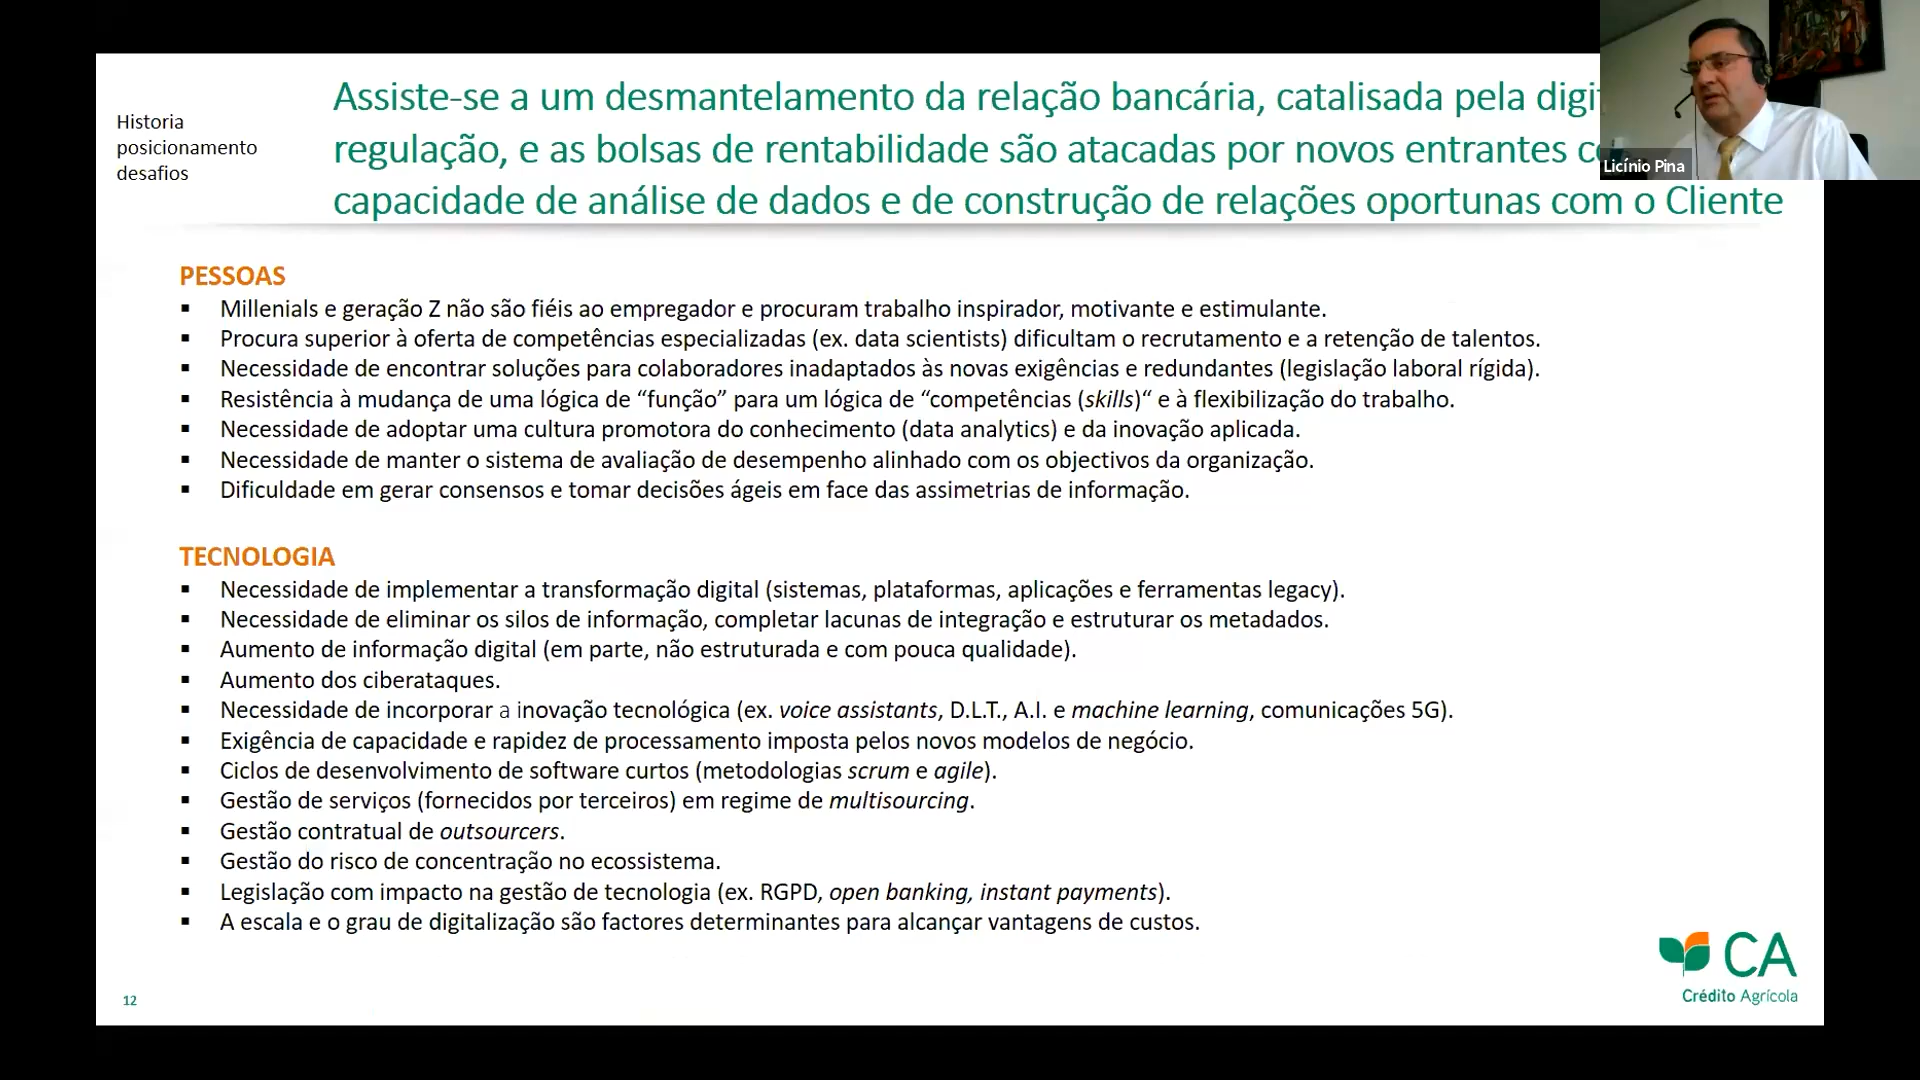 Historia
posicionamento
desafios
Assiste-se a um desmantelamento da relação bancária, catalisada pela
regulação, e as bolsas de rentabilidade são atacadas por novos entrantes
capacidade de análise de dados e de construção de relações oportunas com o Cliente
Licínio Pina
PESSOAS
▪ Millenials e geração Z não são fiéis ao empregador e procuram trabalho inspirador, motivante e estimulante.
▪ Procura superior à oferta de competências especializadas (ex. data scientists) dificultam o recrutamento e a retenção de talentos.
▪ Necessidade de encontrar soluções para colaboradores inadaptados às novas exigências e redundantes (legislação laboral rígida).
▪ Resistência à mudança de uma lógica de “função” para um lógica de “competências (skills)“ e à flexibilização do trabalho.
▪ Necessidade de adoptar uma cultura promotora do conhecimento (data analytics) e da inovação aplicada.
▪ Necessidade de manter o sistema de avaliação de desempenho alinhado com os objectivos da organização.
▪ Dificuldade em gerar consensos e tomar decisões ágeis em face das assimetrias de informação.
TECNOLOGIA
▪ Necessidade de implementar a transformação digital (sistemas, plataformas, aplicações e ferramentas legacy).
▪ Necessidade de eliminar os silos de informação, completar lacunas de integração e estruturar os metadados.
▪ Aumento de informação digital (em parte, não estruturada e com pouca qualidade).
▪ Aumento dos ciberataques.
▪ Necessidade de incorporar a inovação tecnológica (ex. voice assistants, D.L.T., A.I. e machine learning, comunicações 5G).
▪ Exigência de capacidade e rapidez de processamento imposta pelos novos modelos de negócio.
▪ Ciclos de desenvolvimento de software curtos (metodologias scrum e agile).
▪ Gestão de serviços (fornecidos por terceiros) em regime de multisourcing.
▪ Gestão contratual de outsourcers.
▪ Gestão do risco de concentração no ecossistema.
▪ Legislação com impacto na gestão de tecnologia (ex. RGPD, open banking, instant payments).
▪ A escala e o grau de digitalização são factores determinantes para alcançar vantagens de custos.
CA
Crédito Agrícola
12